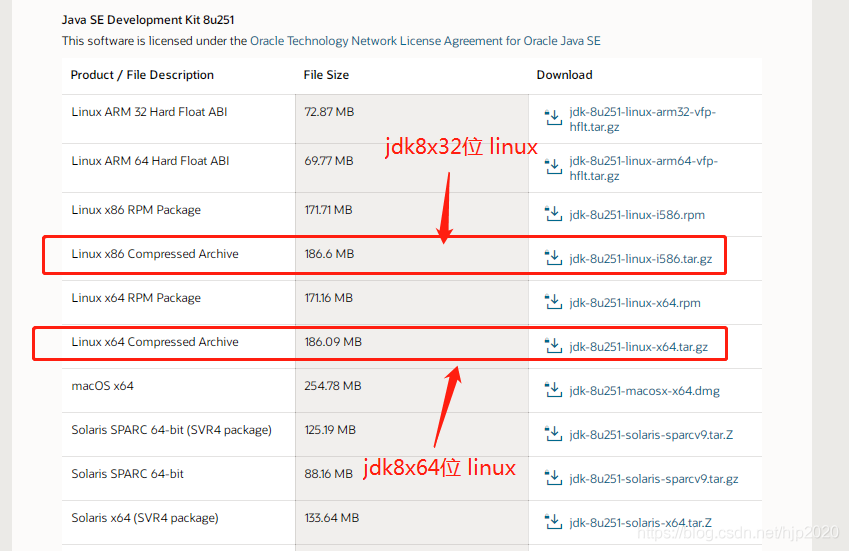 Java SE Development Kit 8u251
This software is licensed under the Oracle Technology Network License Agreement for Oracle Java SE
Product / File Description File Size Download
Linux ARM 32 Hard Float ABI 72.87 MB jdk-8u251-linux-arm32-vfp-
hflt.tar.gz
jdk8x32位 linux
Linux ARM 64 Hard Float ABI 69.77 MB jdk-8u251-linux-arm64-vfp-
hflt.tar.gz
Linux x86 RPM Package 171.71 MB jdk-8u251-linux-i586.rpm
Linux x86 Compressed Archive 186.6 MB jdk-8u251-linux-i586.tar.gz
Linux x64 RPM Package 171.16 MB jdk-8u251-linux-x64.rpm
Linux x64 Compressed Archive 186.09 MB jdk-8u251-linux-x64.tar.gz
macOS x64 254.78 MB jdk-8u251-macosx-x64.dmg
Solaris SPARC 64-bit (SVR4 package) 125.19 MB jdk-8u251-solaris-sparcv9.tar.Z
jdk8x64位 linux
Solaris SPARC 64-bit 88.16 MB jdk-8u251-solaris-sparcv9.tar.gz
Solaris x64 (SVR4 package) 133.64 MB jdk-8u251-solaris-x64.tar.Z
https://blog.csdn.net/hjp2020